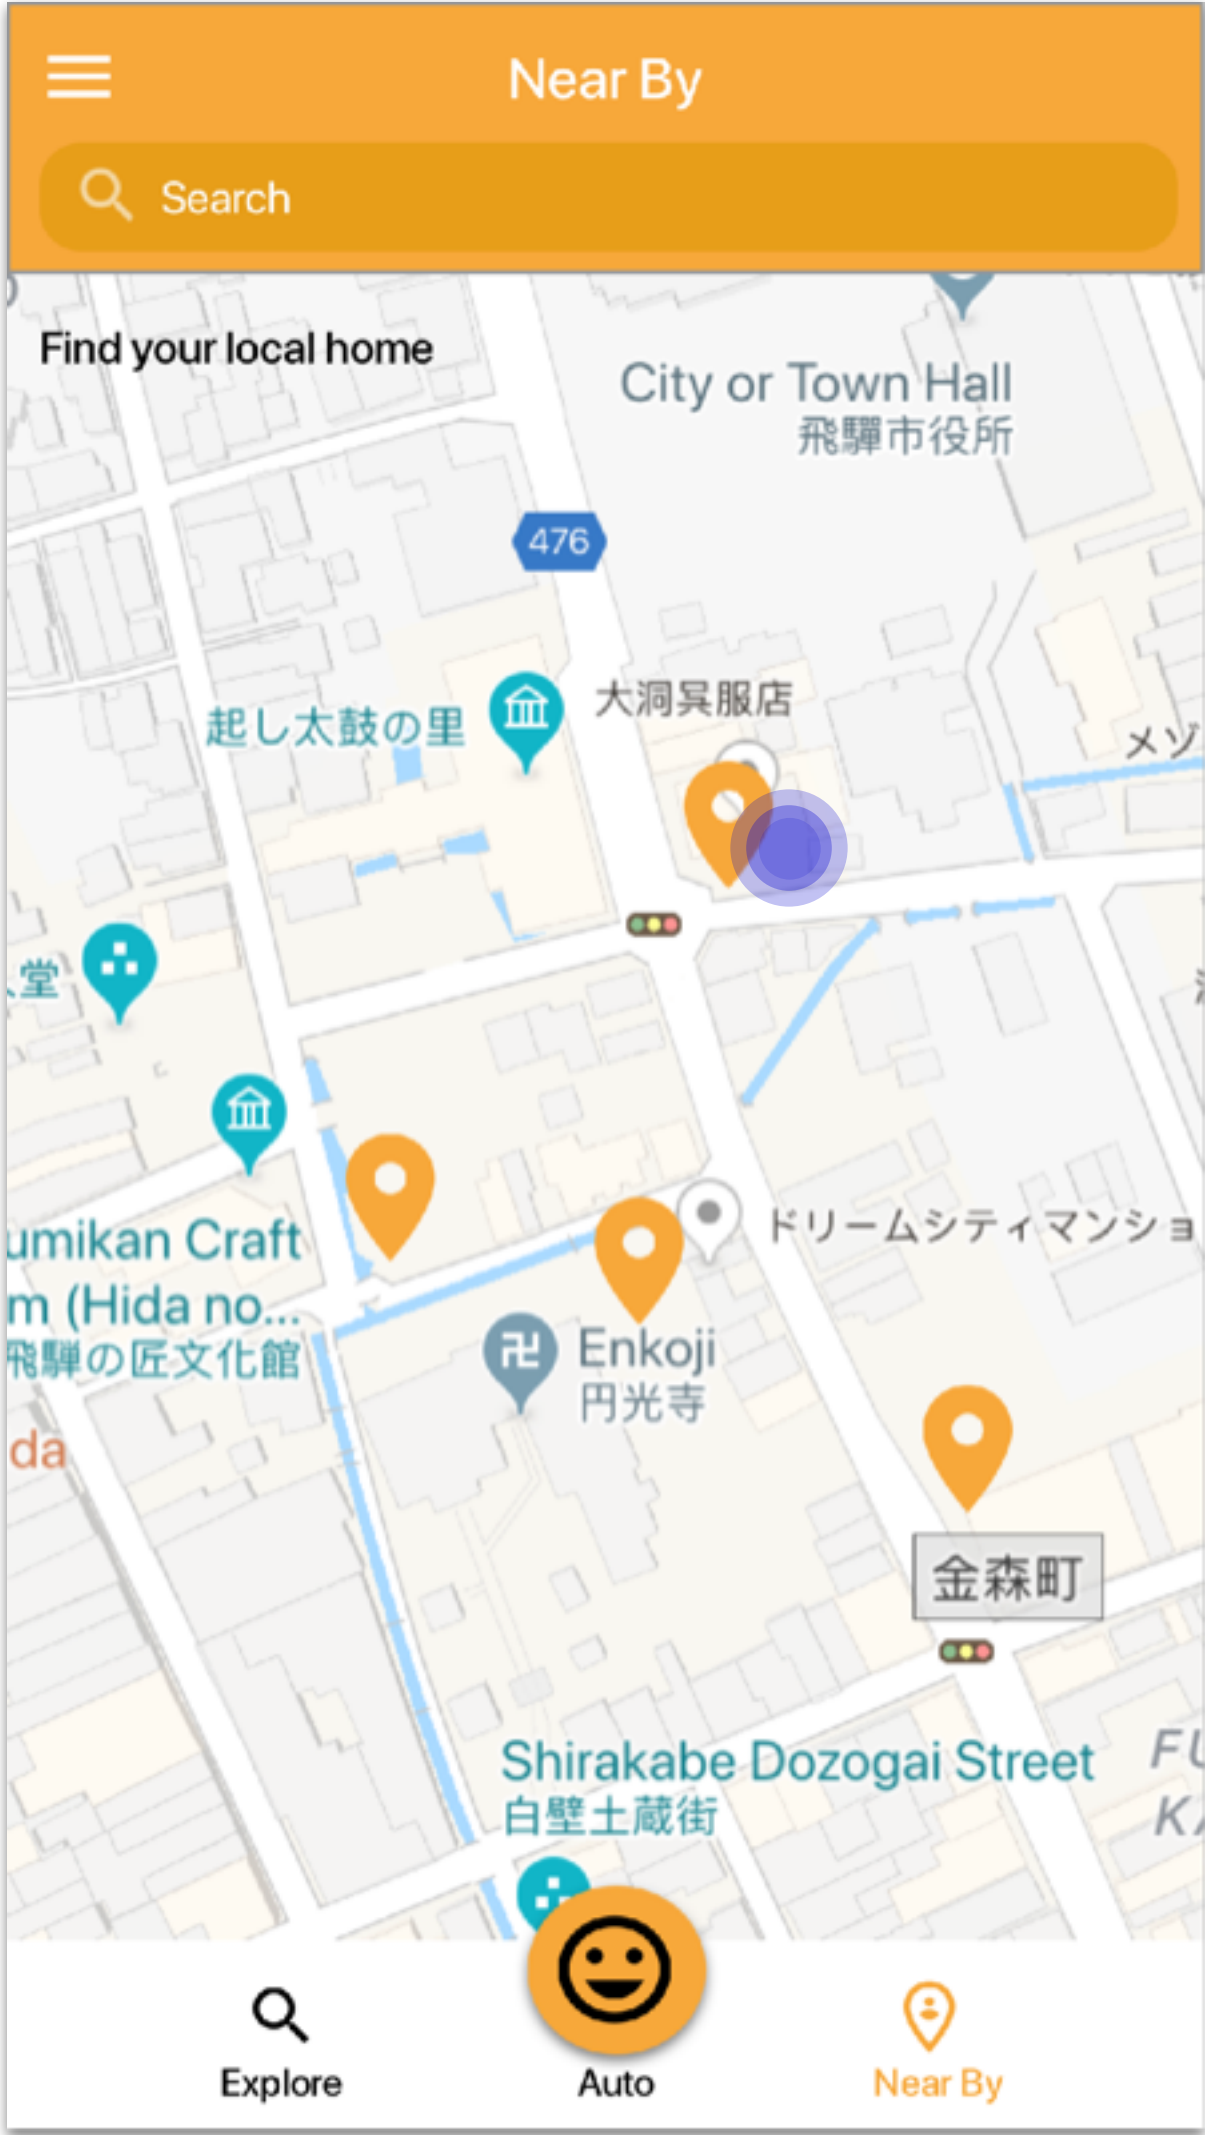 Near By
Search
Find your local home
City or Town Hall
飛驒市役所
476
大洞呉服店
起し太鼓の里
メゾ
堂
umikan Craft
m (Hida no...
飛騨の匠文化館
ドリームシティマンショ
Enkoji
円光寺
da
金森町
Shirakabe Dozogai Street
白壁土蔵街
FU
KA
Explore
Auto
Near By